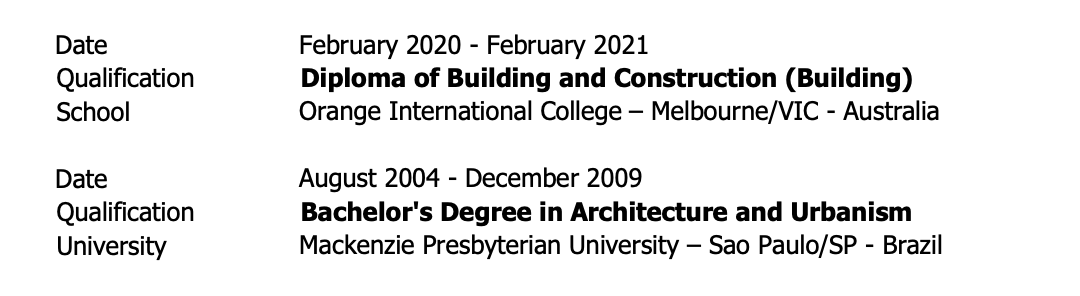 Date February 2020 - February 2021
Qualification Diploma of Building and Construction (Building)
School Orange International College – Melbourne/VIC - Australia
Date August 2004 - December 2009
Qualification Bachelor's Degree in Architecture and Urbanism
University Mackenzie Presbyterian University – Sao Paulo/SP - Brazil